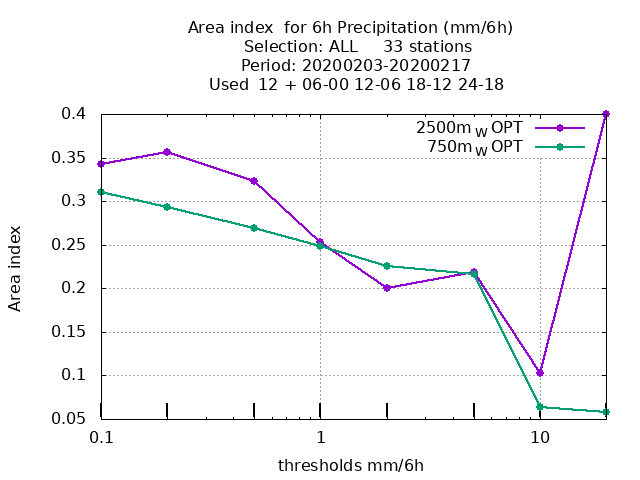 Area index  for 6h Precipitation (mm/6h)
Selection: ALL     33 stations
Period: 20200203-20200217
Used  12 + 06-00 12-06 18-12 24-18
2500m W OPT
750m W OPT
0.4
0.35
0.3
0.25
0.2
0.15
0.1
0.05
Area index
0.1 1 10
thresholds mm/6h